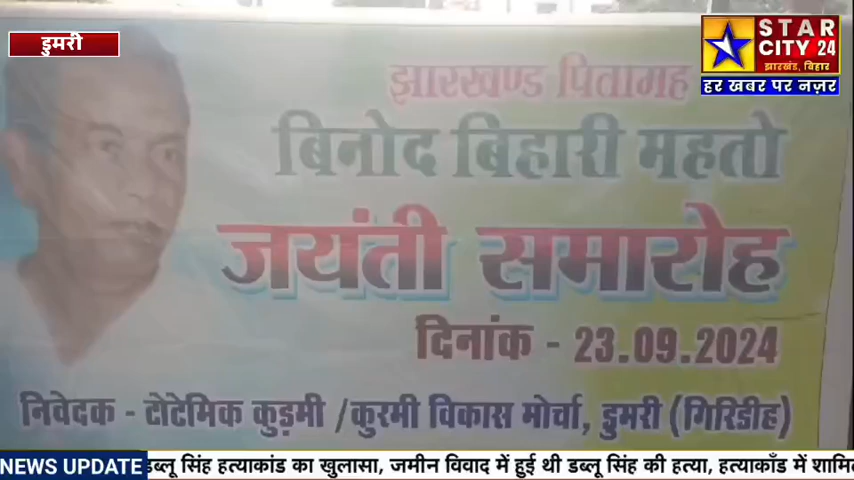 डुमरी
STAR
CITY 24
झारखंड, बिहार
हर खबर पर नज़र
झारखण्ड पितामह
बिनोद बिहारी महतो
जयंती समारोह
दिनांक - 23.09.2024
निवेदक - टोटेमिक कुड़मी /कुरमी विकास मोर्चा, डुमरी (गिरिडीह)
NEWS UPDATE डब्लू सिंह हत्याकांड का खुलासा, जमीन विवाद में हुई थी डब्लू सिंह की हत्या, हत्याकाँड में